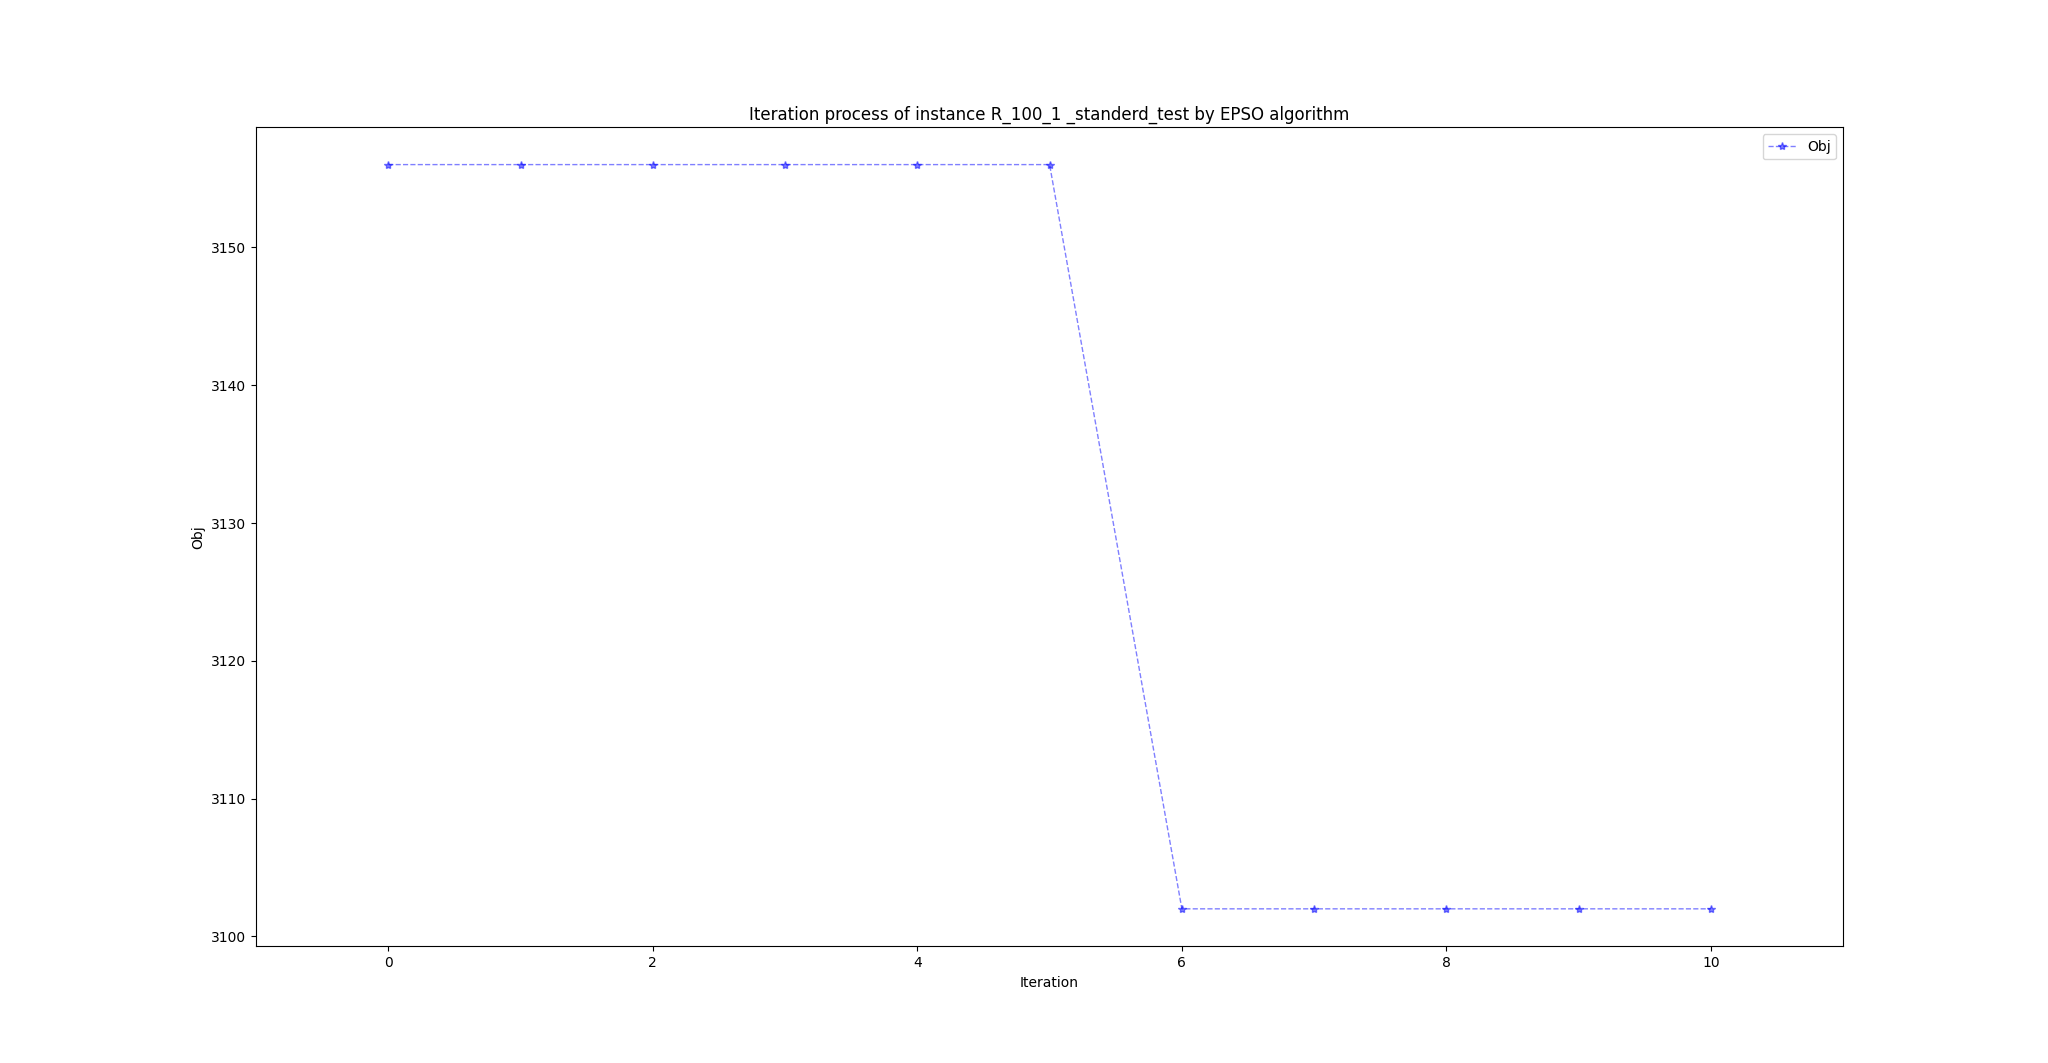 Iteration process of instance R_100_1 _standerd_test by EPSO algorithm
Obj
3150
3140
3130
Obj
3120
3110
3100
0 2 4 6 8 10
Iteration